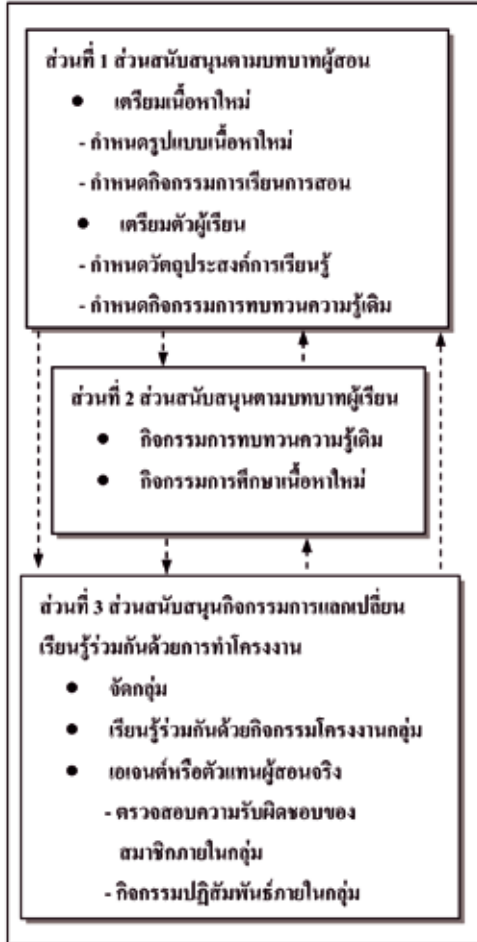 ส่วนที่ 1 ส่วนสนับสนุนตามบทบาทผู้สอน
● เตรียมเนื้อหาใหม่
- กำหนดรูปแบบเนื้อหาใหม่
- กำหนดกิจกรรมการเรียนการสอน
● เตรียมตัวผู้เรียน
- กำหนดวัตถุประสงค์การเรียนรู้
- กำหนดกิจกรรมการทบทวนความรู้เดิม
ส่วนที่ 2 ส่วนสนับสนุนตามบทบาทผู้เรียน
● กิจกรรมการทบทวนความรู้เดิม
● กิจกรรมการศึกษาเนื้อหาใหม่
ส่วนที่ 3 ส่วนสนับสนุนกิจกรรมการแลกเปลี่ยน
เรียนรู้ร่วมกันด้วยการทำโครงงาน
● จัดกลุ่ม
● เรียนรู้ร่วมกันด้วยกิจกรรมโครงงานกลุ่ม
● เอเจนต์หรือตัวแทนผู้สอนจริง
- ตรวจสอบความรับผิดชอบของ
สมาชิกภายในกลุ่ม
- กิจกรรมปฏิสัมพันธ์ภายในกลุ่ม